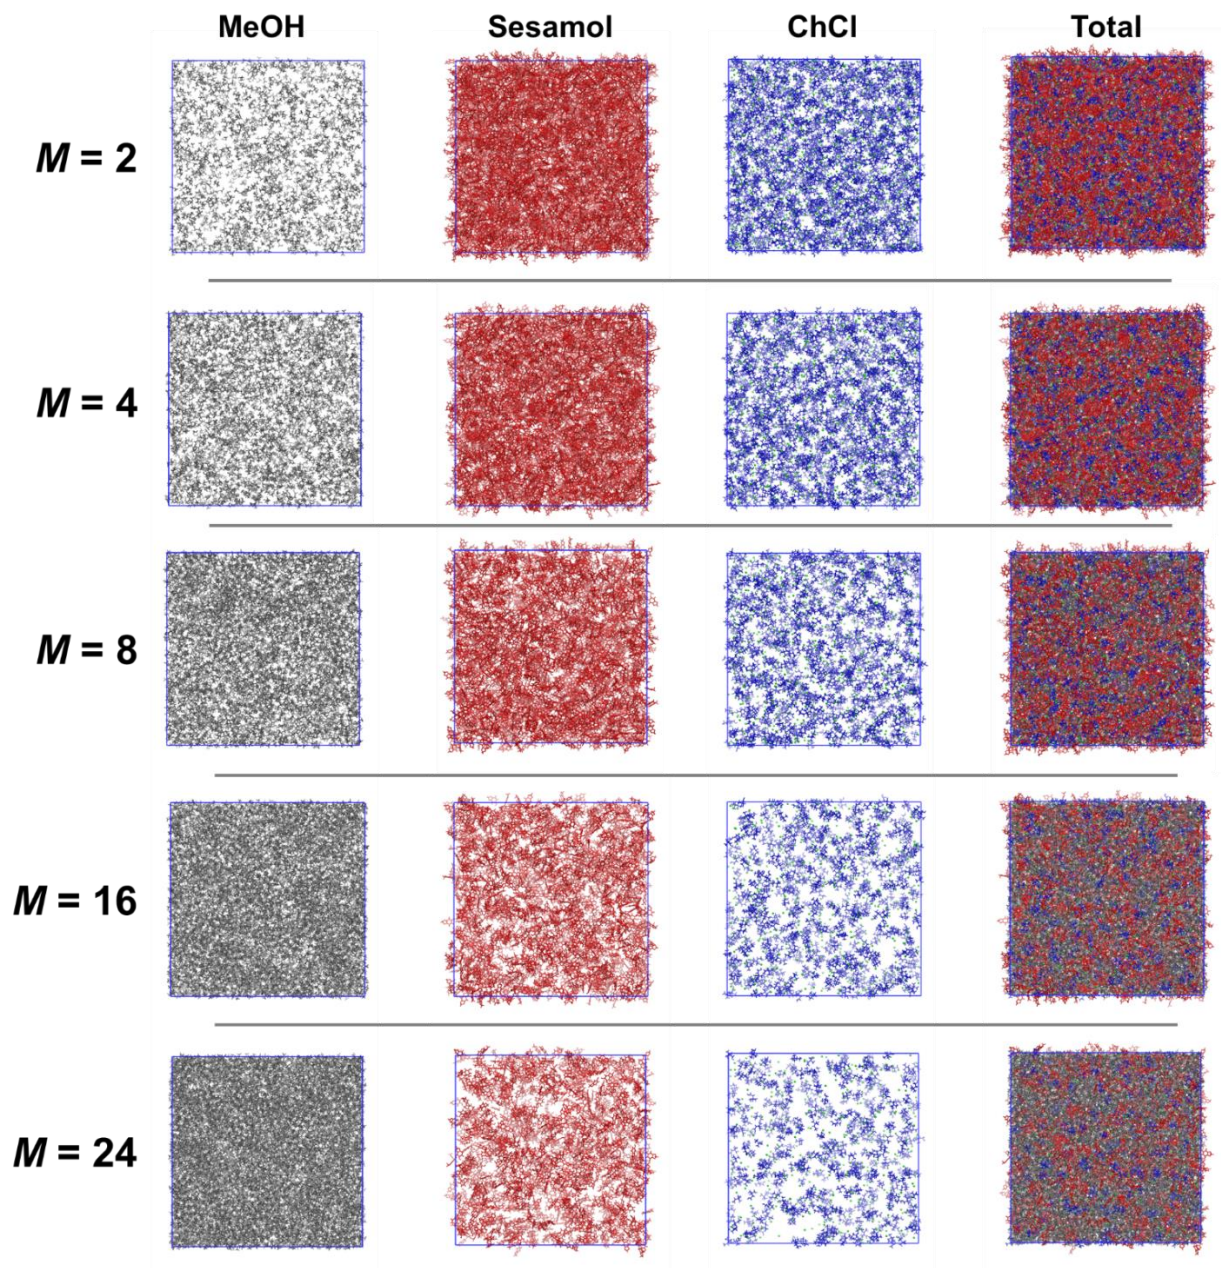 MeOH Sesamol ChCl Total
M = 2
M = 4
M = 8
M = 16
M = 24